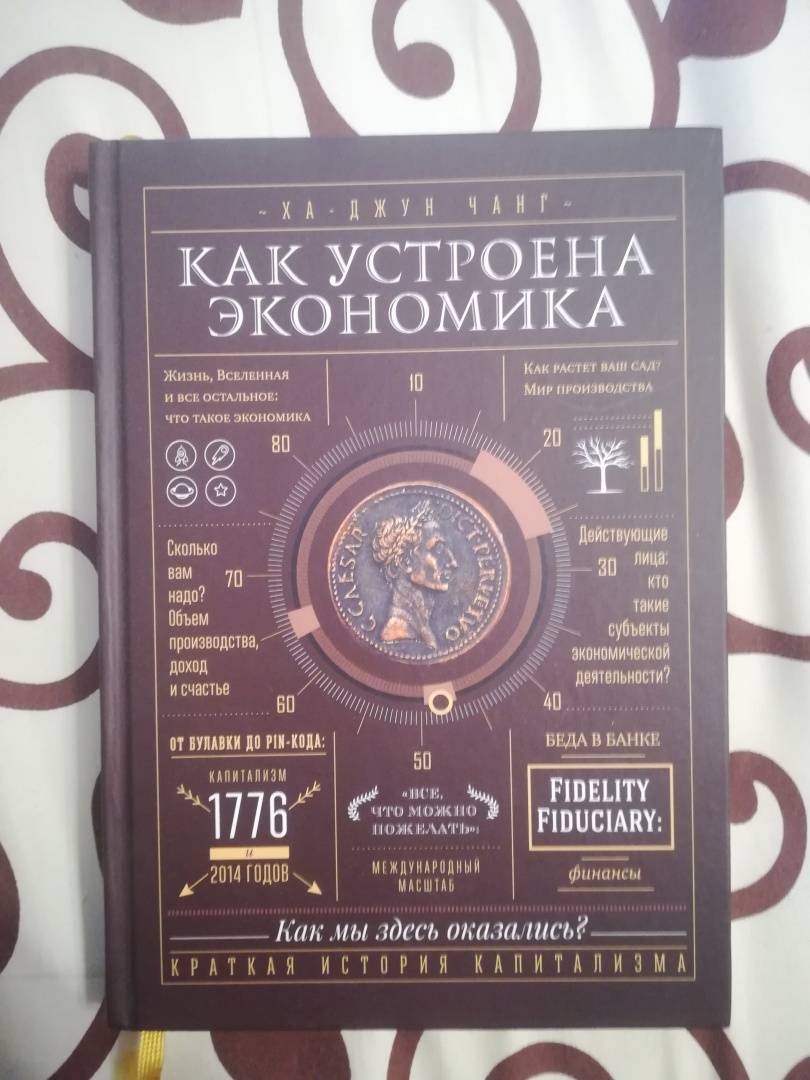 ~ ХА-ДЖУН ЧАНГ ~
КАК УСТРОЕНА
ЭКОНОМИКА
Жизнь, Вселенная
и все остальное:
что такое экономика
Как растет ваш сад?
Мир производства
10
20
30
40
50
60
70
80
C CAESAR DICT PERPETVO
Сколько
вам
надо?
Объем
производства,
доход
и счастье
Действующие
лица:
кто
такие
субъекты
экономической
деятельности?
ОТ БУЛАВКИ ДО PIN-КОДА:
КАПИТАЛИЗМ
1776
и
2014 ГОДОВ
«ВСЕ,
ЧТО МОЖНО
ПОЖЕЛАТЬ»:
МЕЖДУНАРОДНЫЙ
МАСШТАБ
БЕДА В БАНКЕ
FIDELITY
FIDUCIARY:
финансы
Как мы здесь оказались?
КРАТКАЯ ИСТОРИЯ КАПИТАЛИЗМА